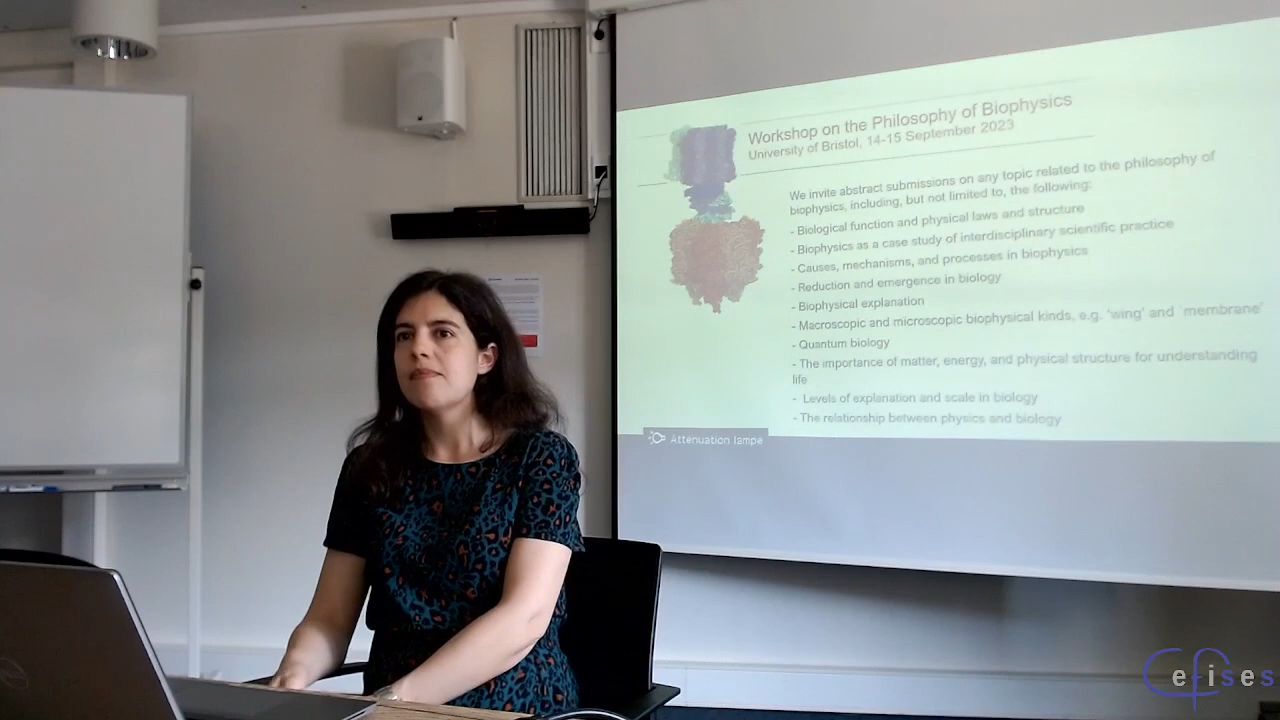 Workshop on the Philosophy of Biophysics
University of Bristol, 14-15 September 2023
We invite abstract submissions on any topic related to the philosophy of
biophysics, including, but not limited to, the following:
- Biological function and physical laws and structure
- Biophysics as a case study of interdisciplinary scientific practice
- Causes, mechanisms, and processes in biophysics
- Reduction and emergence in biology
- Biophysical explanation
- Macroscopic and microscopic biophysical kinds, e.g. 'wing' and `membrane'
- Quantum biology
- The importance of matter, energy, and physical structure for understanding
life
- Levels of explanation and scale in biology
- The relationship between physics and biology
Attenuation lampe
Cefises